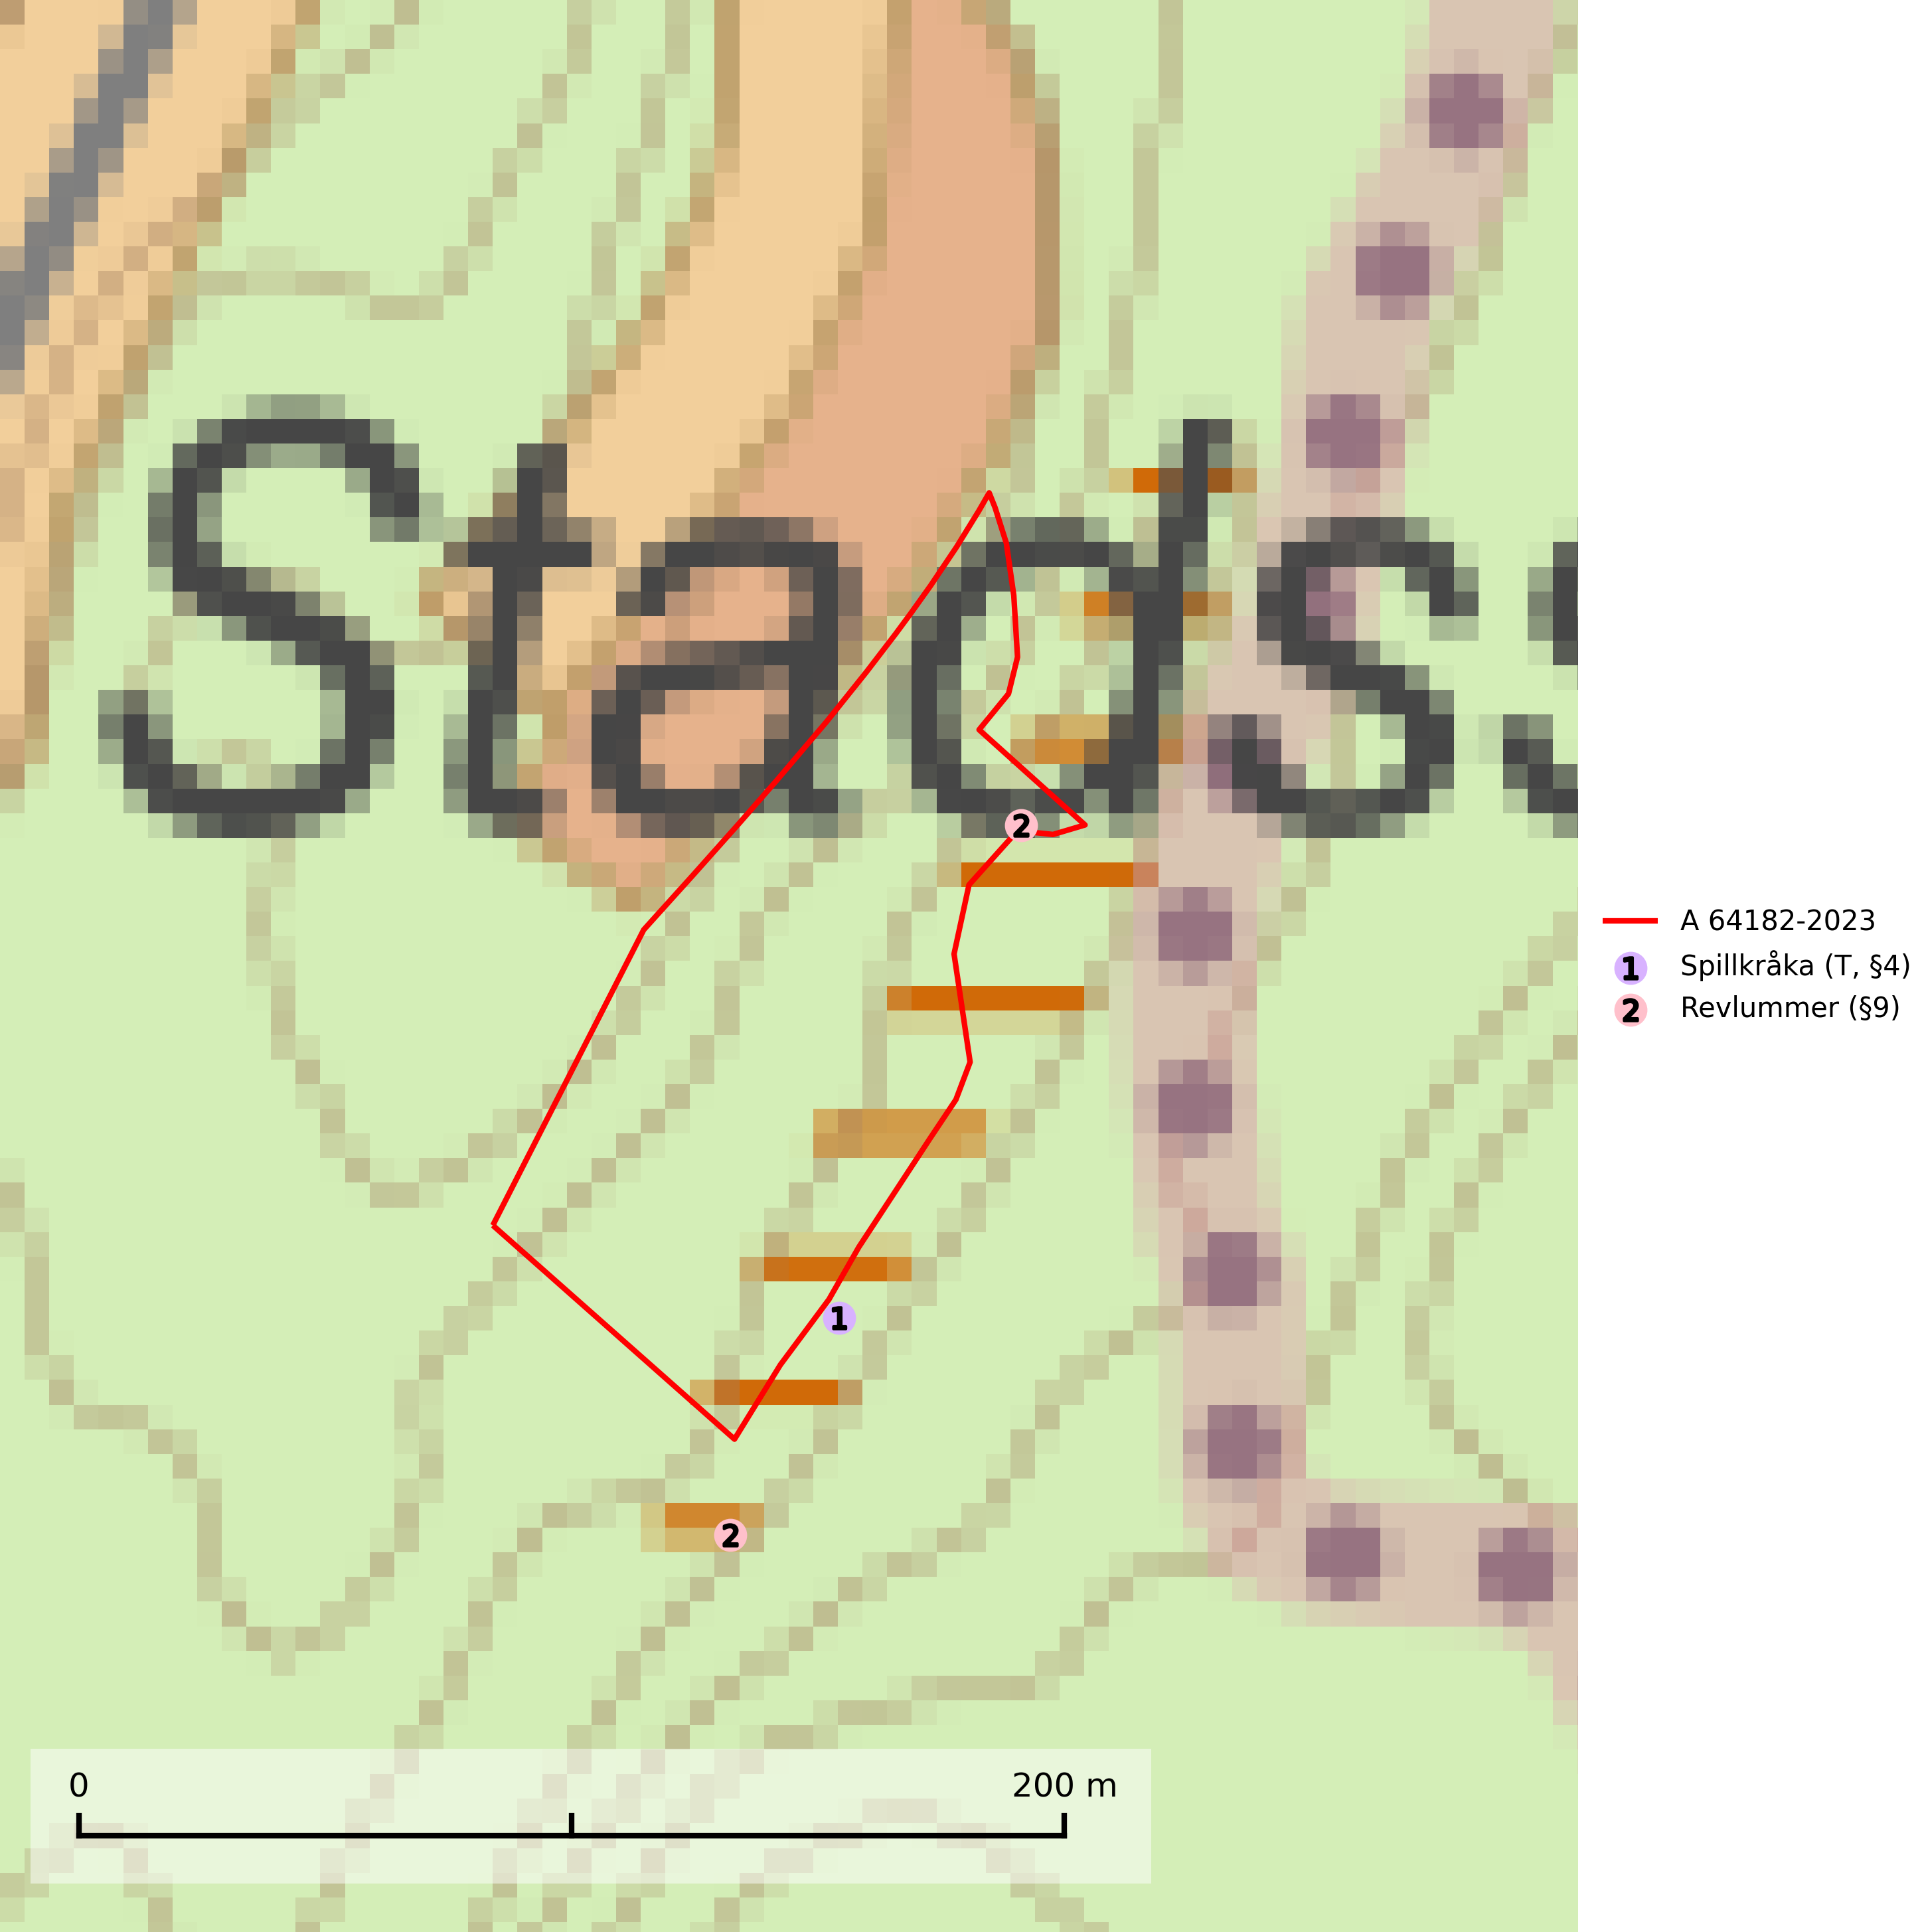 Stads
2
1
2
A 64182-2023
1 Spillkråka (T, §4)
2 Revlummer (§9)
0 200 m